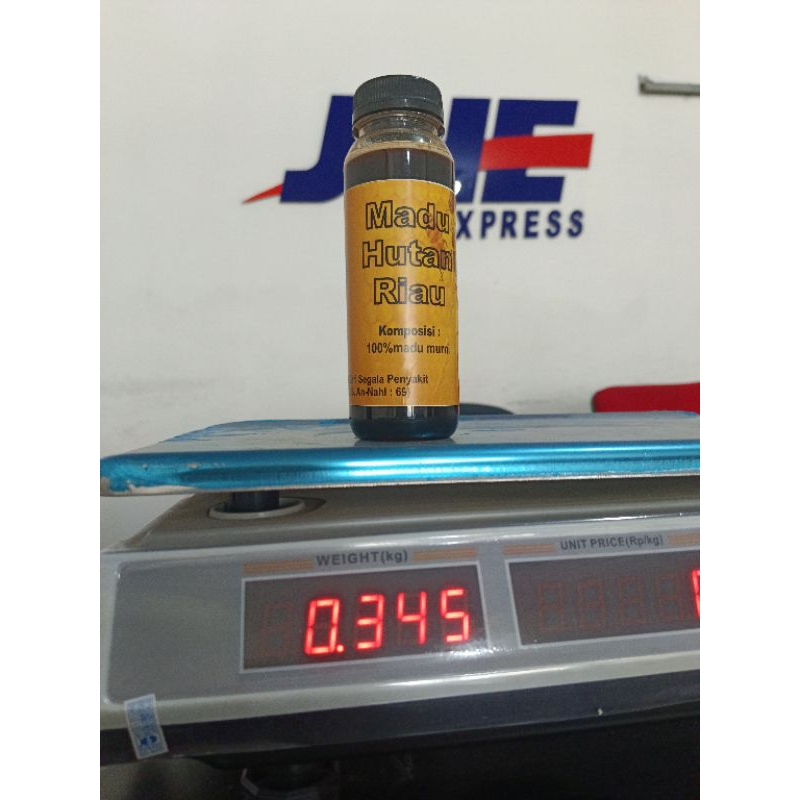 JNE
EXPRESS
Madu
Hutan
Riau
Komposisi :
100%madu murni
Segala Penyakit
An-Nahl : 69)
WEIGHT(kg)
UNIT PRICE(Rp/kg)
0.345